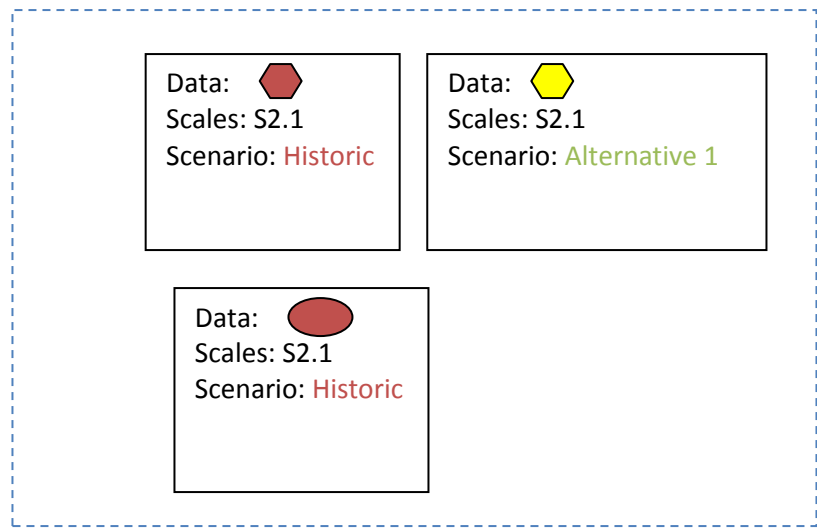 Data:
Scales: S2.1
Scenario: Historic
Data:
Scales: S2.1
Scenario: Alternative 1
Data:
Scales: S2.1
Scenario: Historic